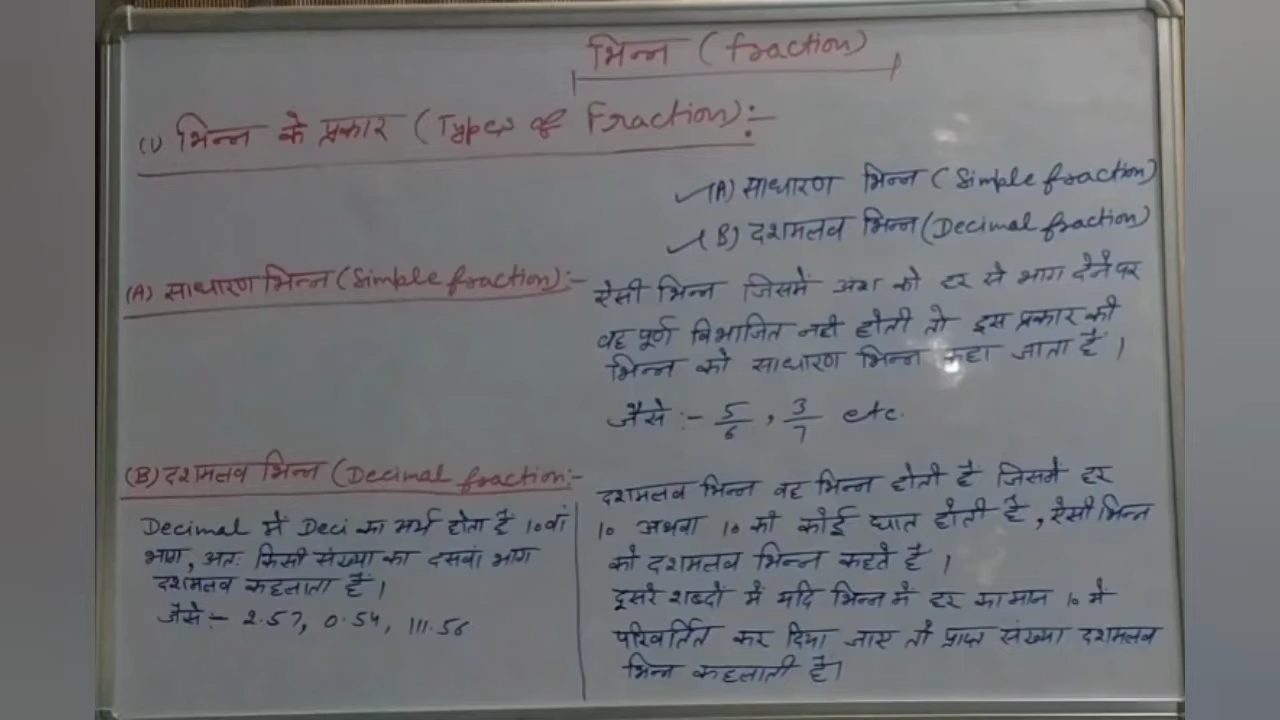 भिन्न (fraction)
(1) भिन्न के प्रकार (Types of Fraction):-
(A) साधारण भिन्न (Simple fraction)
(B) दशमलव भिन्न (Decimal fraction)
(A) साधारण भिन्न (Simple fraction):-
ऐसी भिन्न जिसमें अंश को हर से भाग देने पर
वह पूर्ण विभाजित नही होती तो इस प्रकार की
भिन्न को साधारण भिन्न कहा जाता है।
जैसे:- 5/6, 3/7 etc.
(B) दशमलव भिन्न (Decimal fraction:-
Decimal में Deci का अर्थ होता है 10वां
भाग, अतः किसी संख्या का दसवां भाग
दशमलव कहलाता है।
जैसे:- 2.57, 0.54, 111.56
दशमलव भिन्न वह भिन्न होती है जिसमे हर
10 अथवा 10 की कोई घात होती है, ऐसी भिन्न
को दशमलव भिन्न कहते है।
दूसरे शब्दों में यदि भिन्न में हर का मान 10 मे
परिवर्तित कर दिया जाए तो प्राप्त संख्या दशमलव
भिन्न कहलाती है।